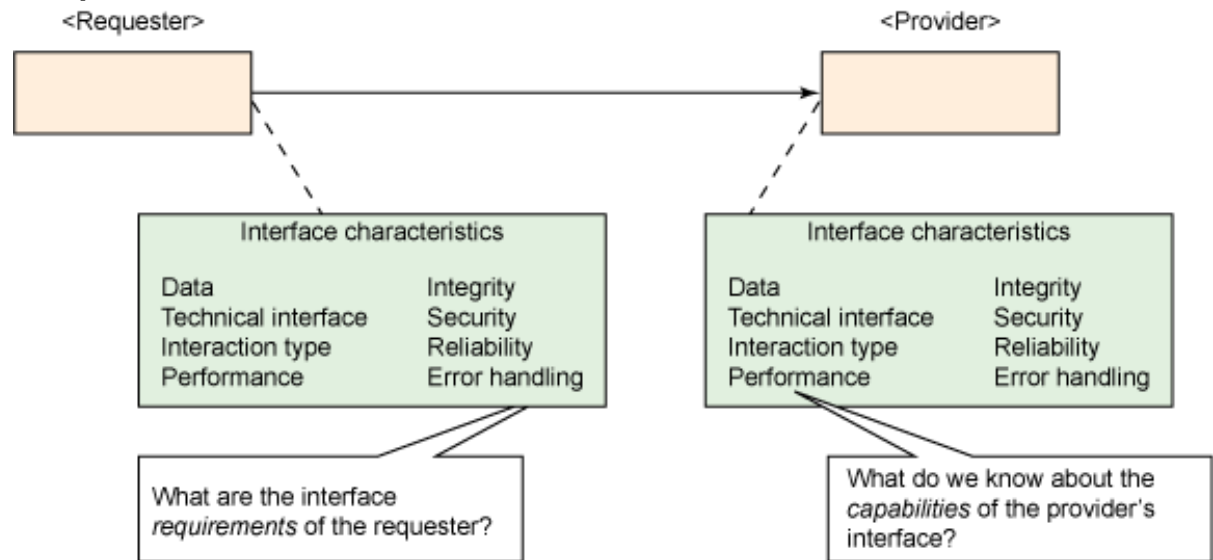 <Requester>
<Provider>
Interface characteristics
Data
Integrity
Technical interface
Security
Interaction type
Reliability
Performance
Error handling
Interface characteristics
Data
Integrity
Technical interface
Security
Interaction type
Reliability
Performance
Error handling
What are the interface
requirements of the requester?
What do we know about the
capabilities of the provider's
interface?